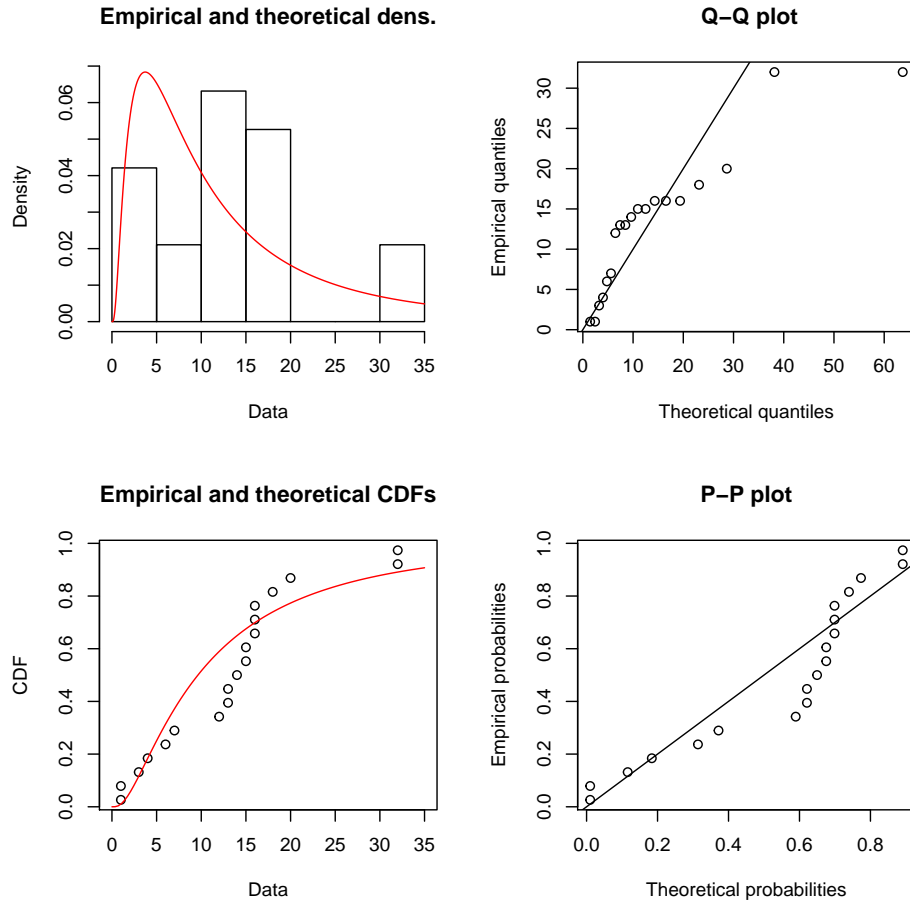 Empirical and theoretical dens.
Density
0.00 0.02 0.04 0.06
0 5 10 15 20 25 30 35
Data
Q−Q plot
Empirical quantiles
0 5 10 15 20 25 30
0 10 20 30 40 50 60
Theoretical quantiles
Empirical and theoretical CDFs
CDF
0.0 0.2 0.4 0.6 0.8 1.0
0 5 10 15 20 25 30 35
Data
P−P plot
Empirical probabilities
0.0 0.2 0.4 0.6 0.8 1.0
0.0 0.2 0.4 0.6 0.8
Theoretical probabilities